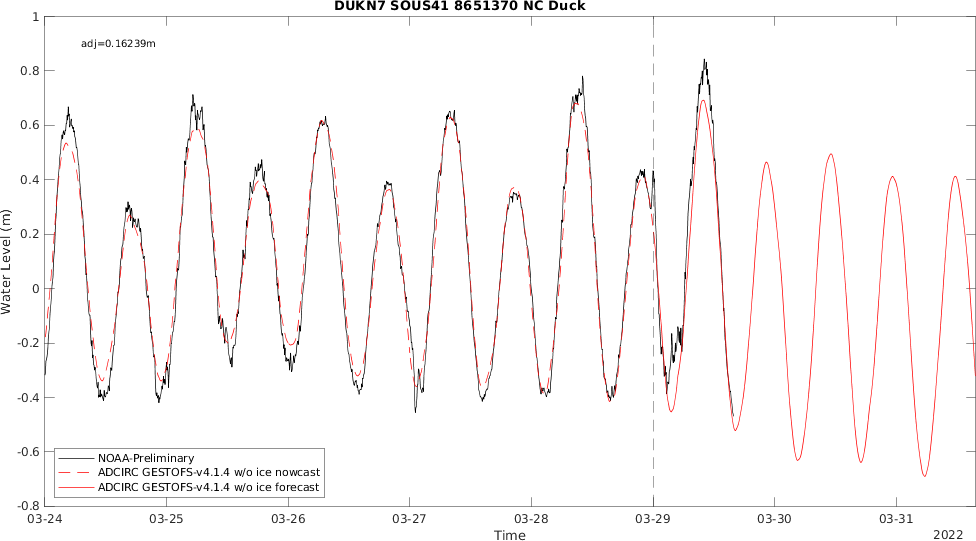 DUKN7 SOUS41 8651370 NC Duck
adj=0.16239m
1
0.8
0.6
0.4
0.2
0
-0.2
-0.4
-0.6
-0.8
Water Level (m)
NOAA-Preliminary
ADCIRC GESTOFS-v4.1.4 w/o ice nowcast
ADCIRC GESTOFS-v4.1.4 w/o ice forecast
03-24 03-25 03-26 03-27 03-28 03-29 03-30 03-31
Time
2022